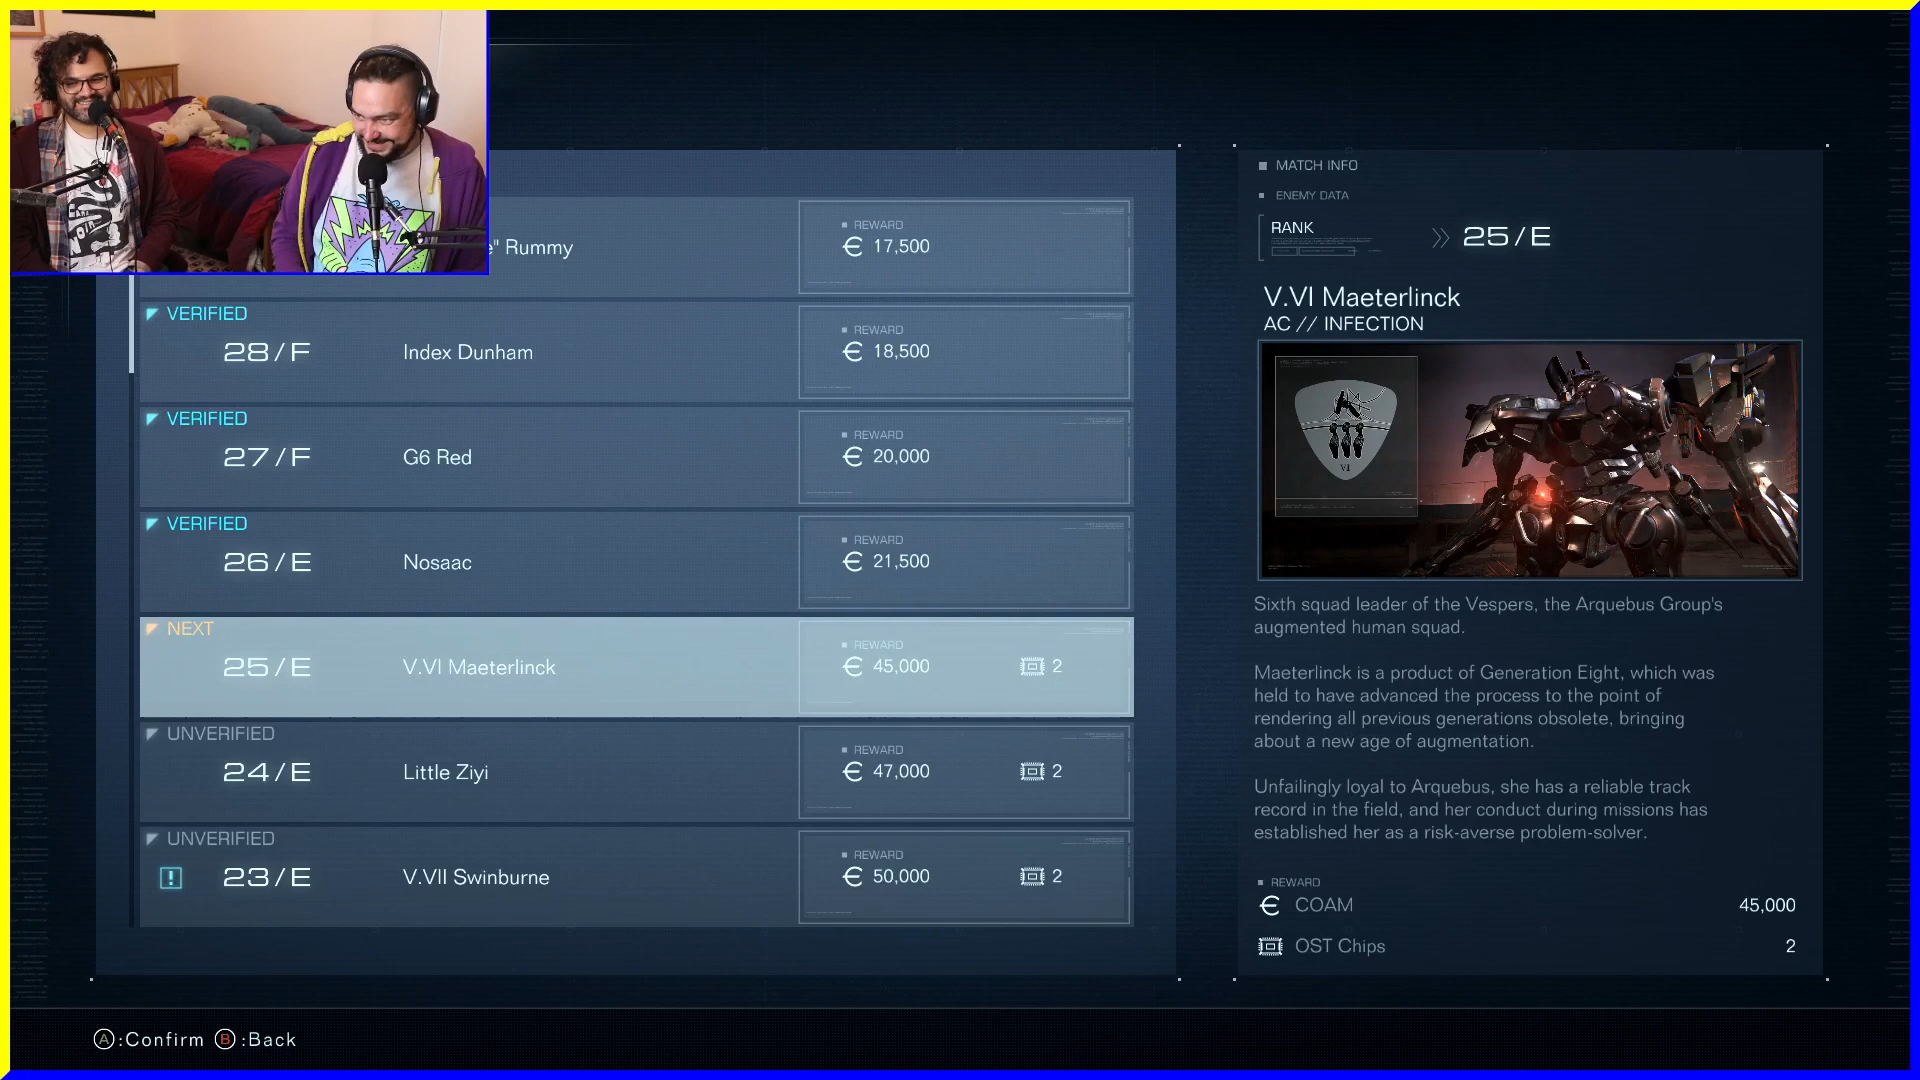 e" Rummy
REWARD
17,500
VERIFIED
28/F
Index Dunham
REWARD
18,500
VERIFIED
27/F
G6 Red
REWARD
20,000
VERIFIED
26/E
Nosaac
REWARD
21,500
NEXT
25/E
V.VI Maeterlinck
REWARD
45,000
2
UNVERIFIED
24/E
Little Ziyi
REWARD
47,000
2
UNVERIFIED
23/E
V.VII Swinburne
REWARD
50,000
2
MATCH INFO
ENEMY DATA
RANK
25/E
V.VI Maeterlinck
AC // INFECTION
VI
Sixth squad leader of the Vespers, the Arquebus Group's
augmented human squad.
Maeterlinck is a product of Generation Eight, which was
held to have advanced the process to the point of
rendering all previous generations obsolete, bringing
about a new age of augmentation.
Unfailingly loyal to Arquebus, she has a reliable track
record in the field, and her conduct during missions has
established her as a risk-averse problem-solver.
REWARD
COAM 45,000
OST Chips 2
A:Confirm B:Back